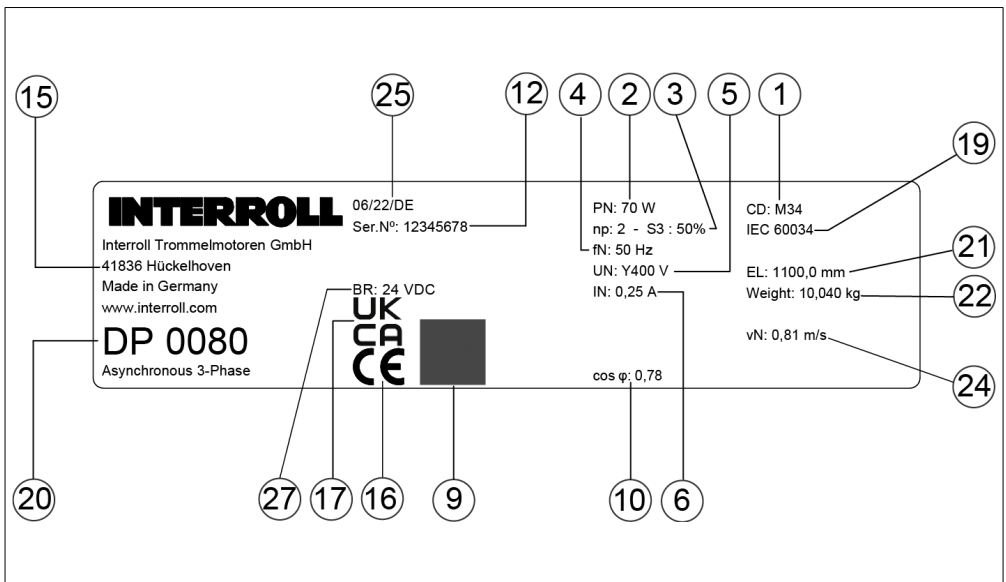 15
25
12
4
2
3
5
1
19
INTERROLL
Interroll Trommelmotoren GmbH
41836 Hückelhoven
Made in Germany
www.interroll.com
DP 0080
Asynchronous 3-Phase
06/22/DE
Ser.Nº: 12345678
BR: 24 VDC
UK
CA
CE
PN: 70 W
np: 2 - S3 : 50%
fN: 50 Hz
UN: Y400 V
IN: 0,25 A
cos φ: 0,78
CD: M34
IEC 60034
EL: 1100,0 mm
Weight: 10,040 kg
vN: 0,81 m/s
21
22
24
20
27
17
16
9
10
6